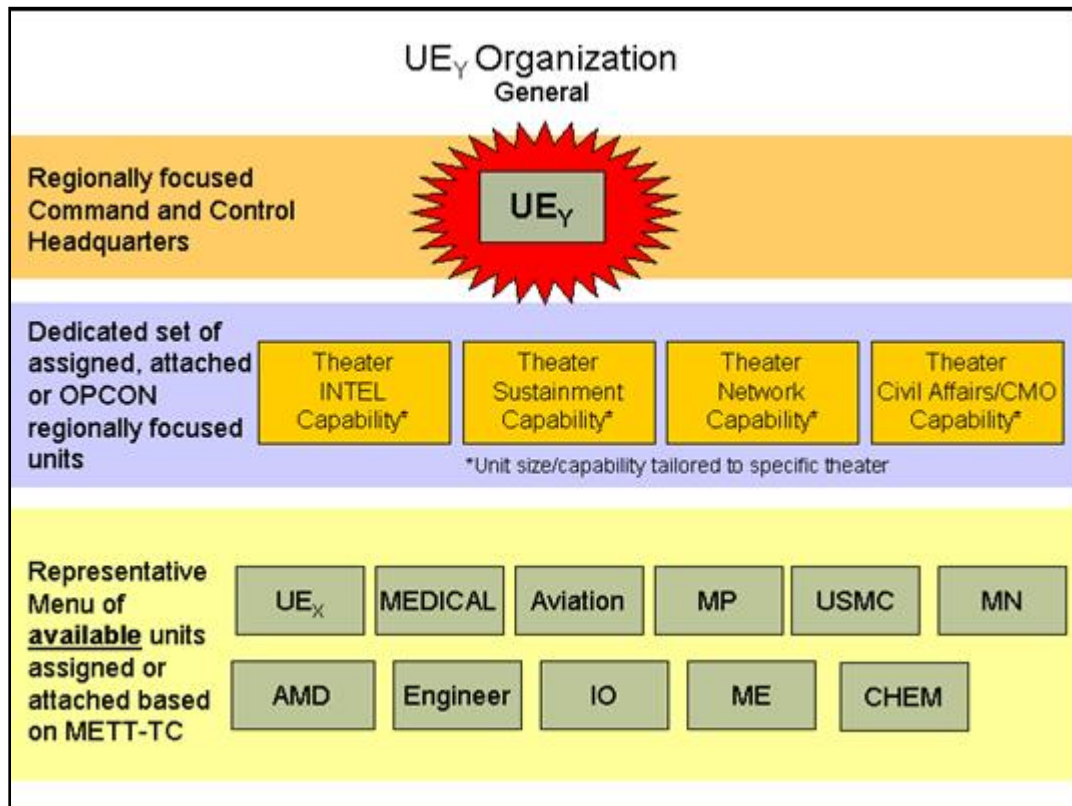 UEY Organization
General
Regionally focused
Command and Control
Headquarters
UEY
Dedicated set of
assigned, attached
or OPCON
regionally focused
units
Theater
INTEL
Capability*
Theater
Sustainment
Capability*
Theater
Network
Capability*
Theater
Civil Affairs/CMO
Capability*
*Unit size/capability tailored to specific theater
Representative
Menu of
available units
assigned or
attached based
on METT-TC
UEX
MEDICAL
Aviation
MP
USMC
MN
AMD
Engineer
IO
ME
CHEM